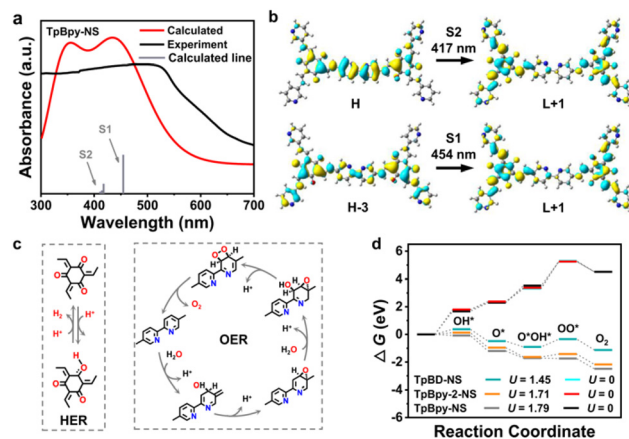 a
TpBpy-NS
Calculated
Experiment
Calculated line
S1
S2
Absorbance (a.u.)
300 400 500 600 700
Wavelength (nm)
b
S2
417 nm
H
L+1
S1
454 nm
H-3
L+1
c
O
O
O
H2
H+
H+
H
O
O
O
HER
O-O
H H
N
N
O2
H+
H O H
O
N
N
OER
N
N
H2O
H+
H+
H2O
H+
O H
N
N
H O
N
N
d
ΔG (eV)
6
4
2
0
-2
-4
-6
OH*
O*
O*OH*
OO*
O2
TpBD-NS U = 1.45 U = 0
TpBpy-2-NS U = 1.71 U = 0
TpBpy-NS U = 1.79 U = 0
Reaction Coordinate